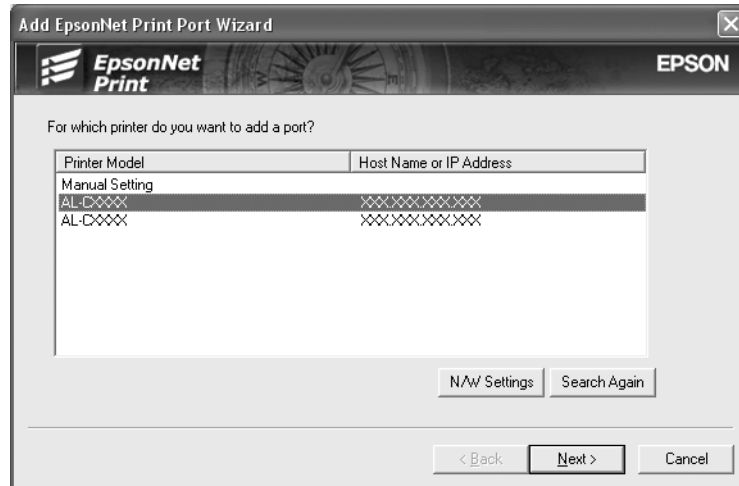 Add EpsonNet Print Port Wizard
EpsonNet
Print
EPSON
For which printer do you want to add a port?
Printer Model Host Name or IP Address
Manual Setting
AL-CXXXX XXX.XXX.XXX.XXX
AL-CXXXX XXX.XXX.XXX.XXX
N/W Settings Search Again
< Back Next > Cancel